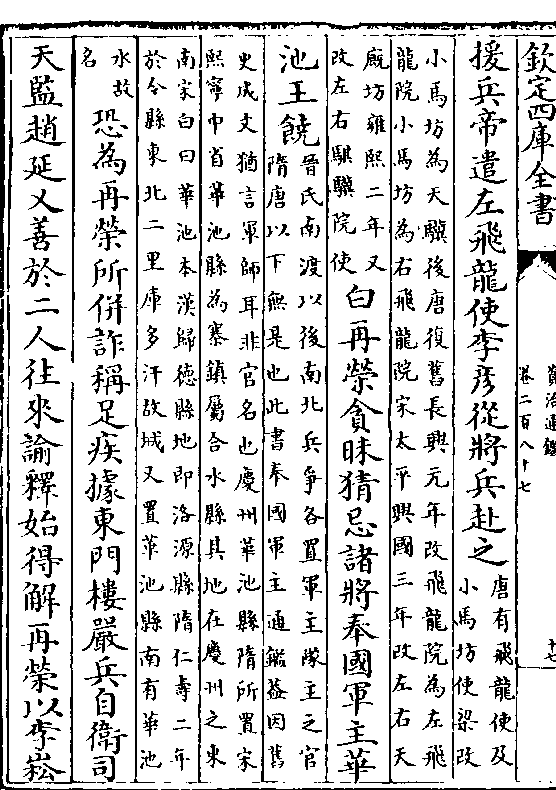 欽定四庫全書
資治通鑑
卷二百八十七
十七
援兵帝遣左飛龍使李彥從將兵赴之
唐有飛龍使及
小馬坊使梁改
小馬坊為天驥後唐復舊長興元年改飛龍院為左飛
龍院小馬坊為右飛龍院宋太平興國三年改左右天
廄坊雍熙二年又
改左右騏驥院使
白再榮貪昧猜忌諸將奉國軍主華
池王饒
晉氏南渡以後南北兵爭各置軍主隊主之官
隋唐以下無是也此書奉國軍主通鑑葢因舊
史成文猶言軍師耳非官名也慶州華池縣隋所置宋
熙寧中省華池縣為寨鎮屬合水縣具地在慶州之東
南宋白曰華池本漢歸德縣地即洛源縣隋仁壽二年
於今縣東北二里庫多汗故城又置華池縣南有華池
水故
名
恐為再榮所併詐稱足疾據東門樓嚴兵自衛司
天監趙延乂善於二人往來諭釋始得解再榮以李崧